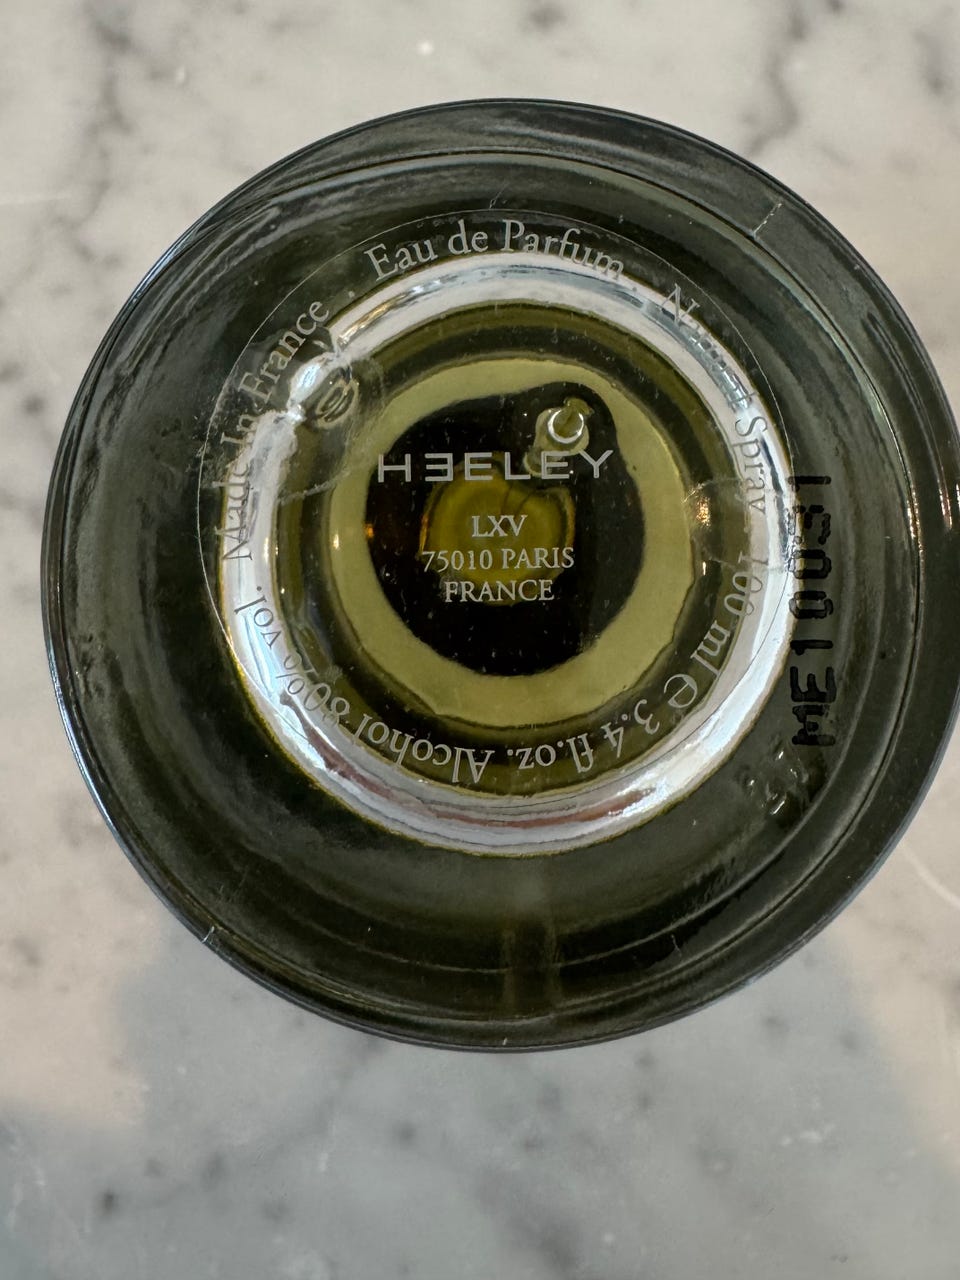 Made in France . Eau de Parfum . Natural Spray 100 ml e 3.4 fl.oz. Alcohol 80% vol.
HEELEY
LXV
75010 PARIS
FRANCE